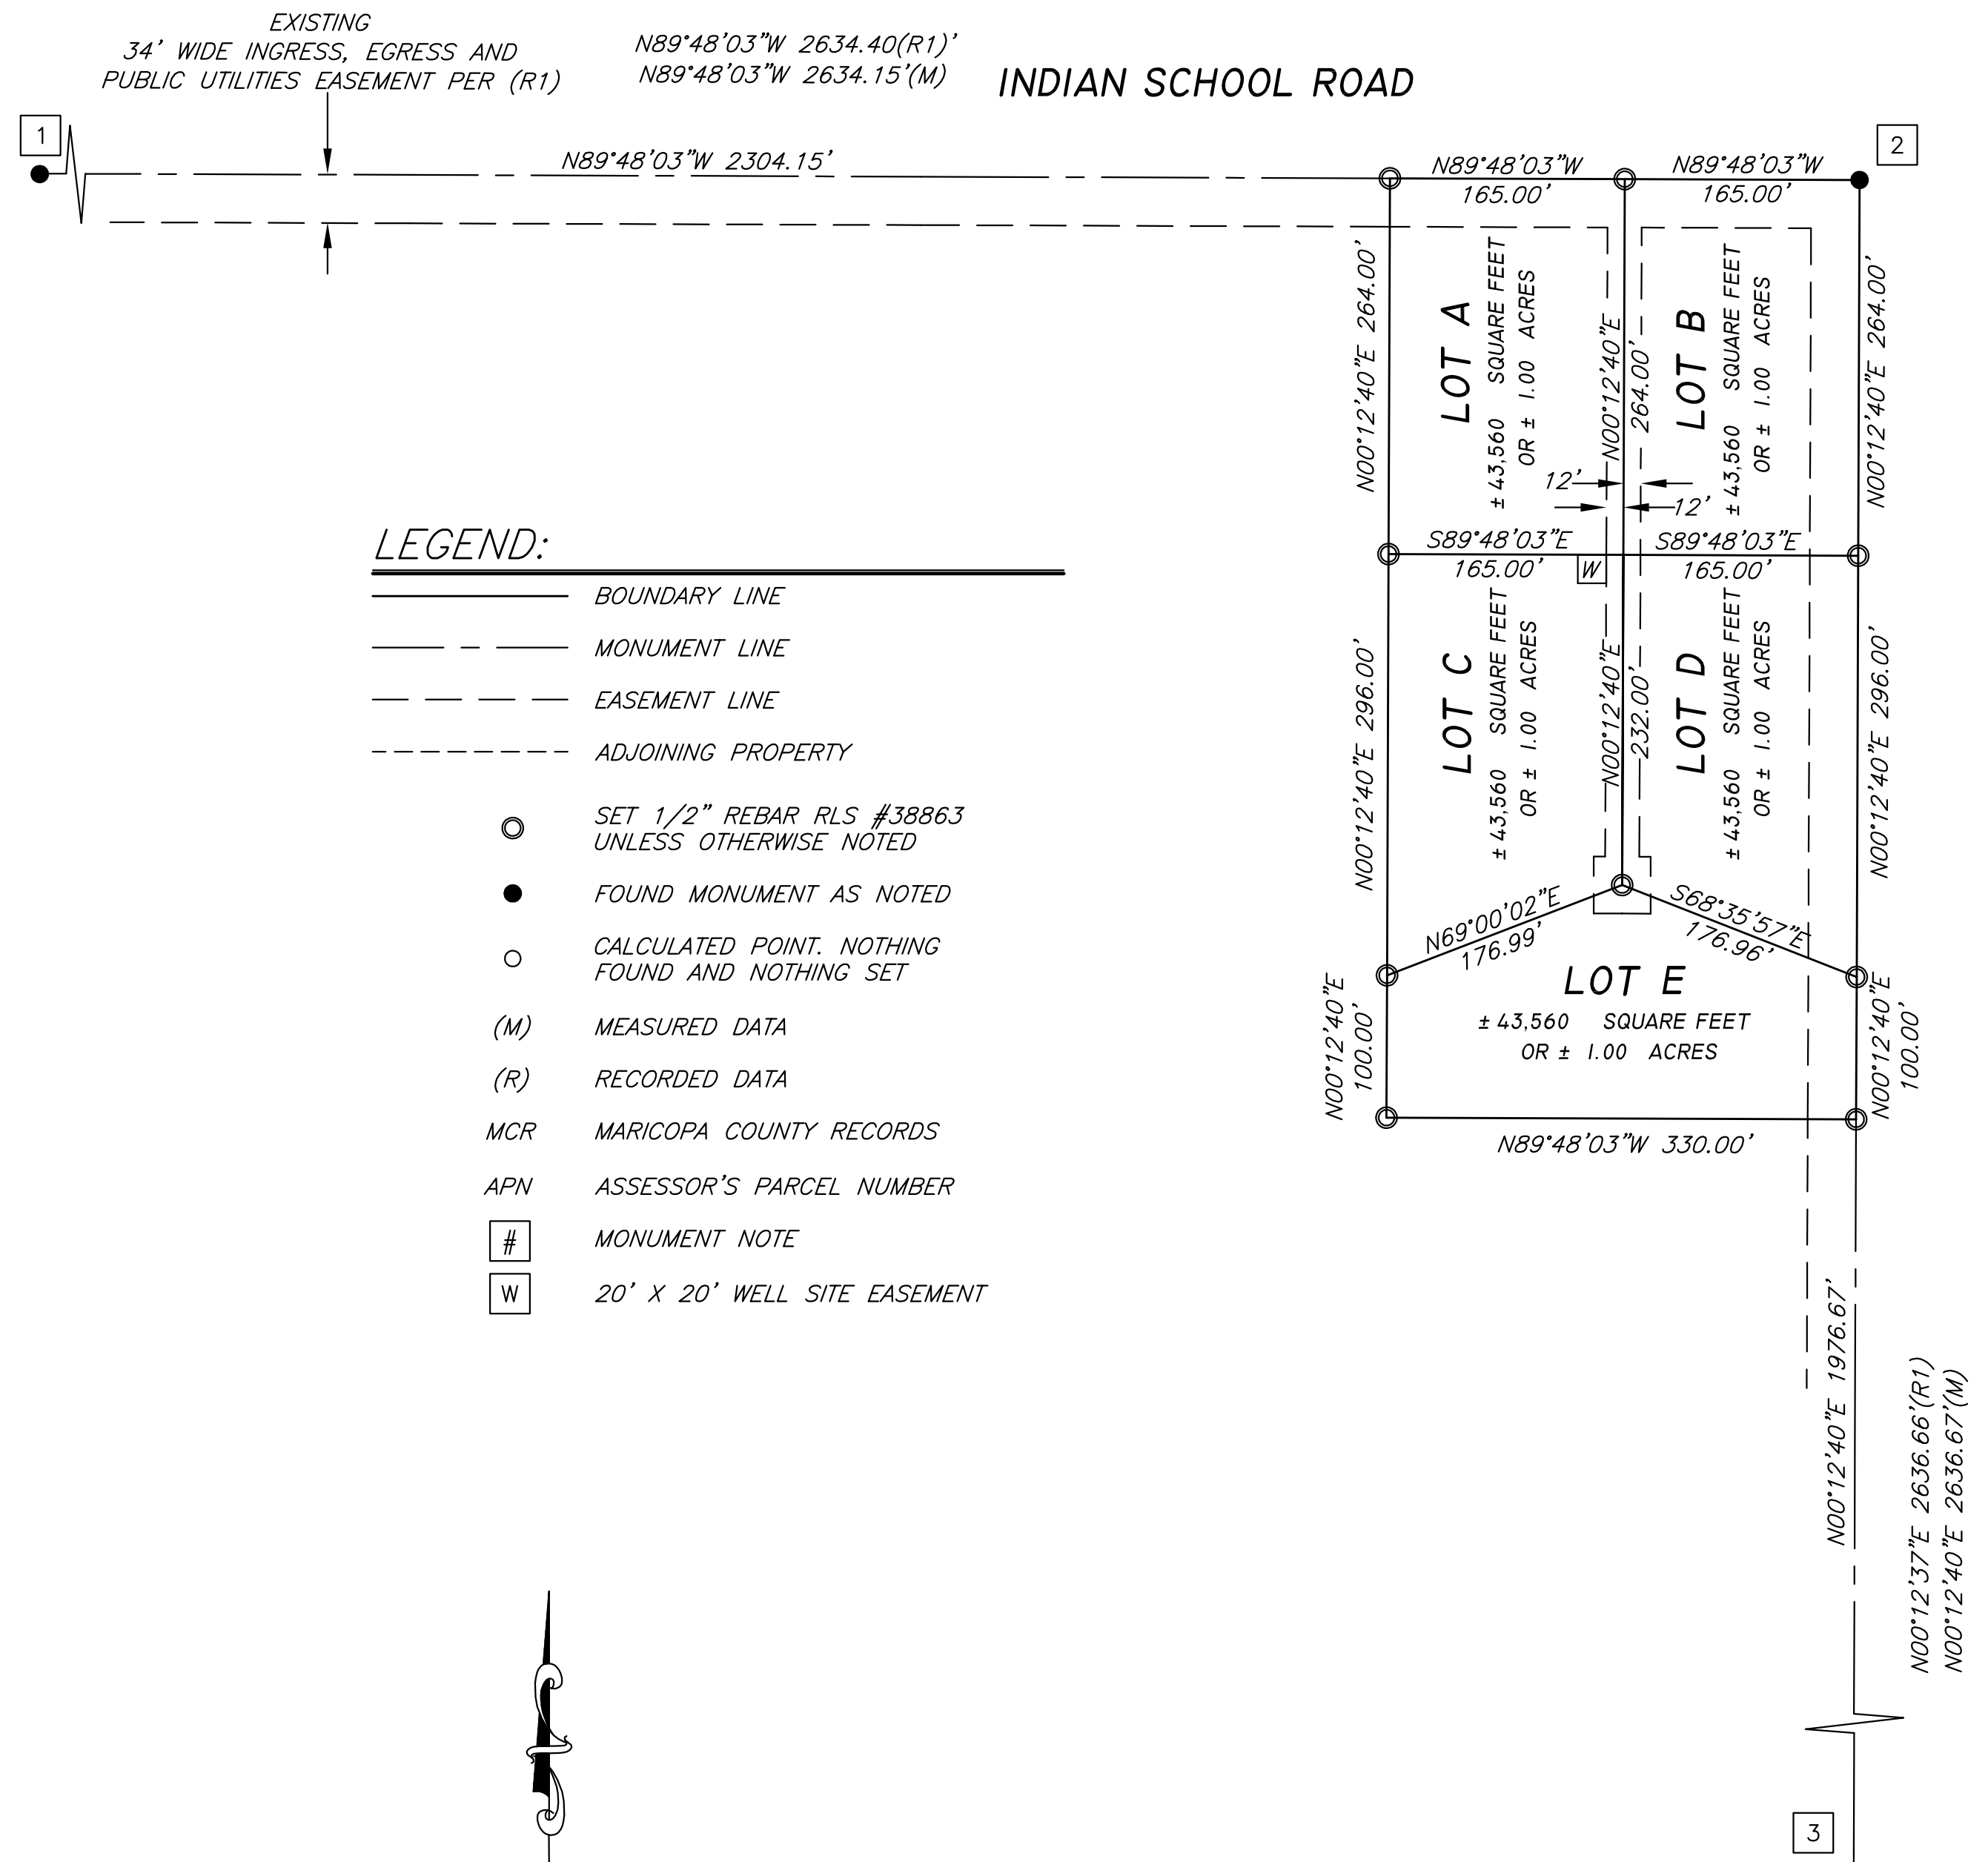 EXISTING
34' WIDE INGRESS, EGRESS AND
PUBLIC UTILITIES EASEMENT PER (R1)
N89°48'03"W 2634.40(R1)'
N89°48'03"W 2634.15'(M)
INDIAN SCHOOL ROAD
1
N89°48'03"W 2304.15'
N89°48'03"W
165.00'
N89°48'03"W
165.00'
2
N00°12'40"E 264.00'
LOT A
± 43,560 SQUARE FEET
OR ± 1.00 ACRES
N00°12'40"E
264.00'
LOT B
± 43,560 SQUARE FEET
OR ± 1.00 ACRES
N00°12'40"E 264.00'
12'
12'
S89°48'03"E
165.00'
W
S89°48'03"E
165.00'
N00°12'40"E 296.00'
LOT C
± 43,560 SQUARE FEET
OR ± 1.00 ACRES
N00°12'40"E
232.00'
LOT D
± 43,560 SQUARE FEET
OR ± 1.00 ACRES
N00°12'40"E 296.00'
N69°00'02"E
176.99'
S68°35'57"E
176.96'
LOT E
± 43,560 SQUARE FEET
OR ± 1.00 ACRES
N00°12'40"E
100.00'
N00°12'40"E
100.00'
N89°48'03"W 330.00'
N00°12'40"E 1976.67'
N00°12'37"E 2636.66'(R1)
N00°12'40"E 2636.67'(M)
3
LEGEND:
BOUNDARY LINE
MONUMENT LINE
EASEMENT LINE
ADJOINING PROPERTY
SET 1/2" REBAR RLS #38863
UNLESS OTHERWISE NOTED
FOUND MONUMENT AS NOTED
CALCULATED POINT. NOTHING
FOUND AND NOTHING SET
(M) MEASURED DATA
(R) RECORDED DATA
MCR MARICOPA COUNTY RECORDS
APN ASSESSOR'S PARCEL NUMBER
# MONUMENT NOTE
W 20' X 20' WELL SITE EASEMENT